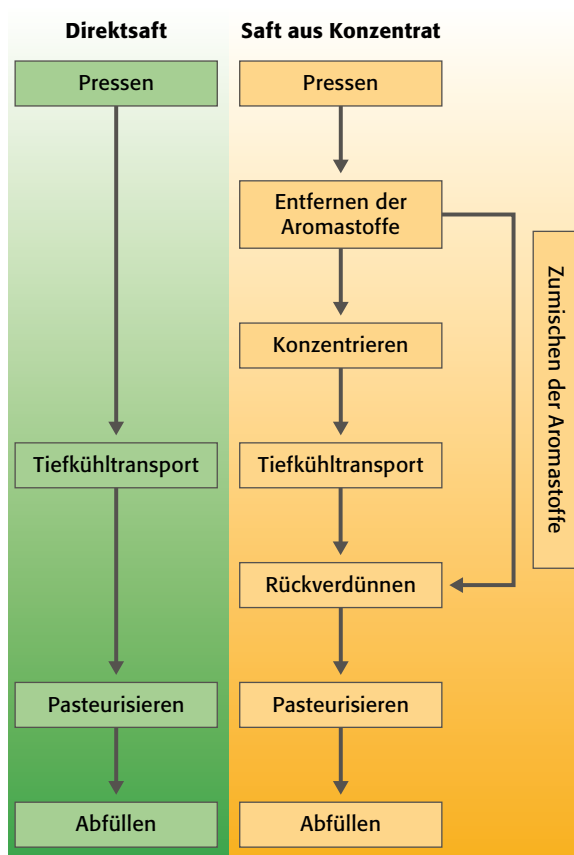 Direktsaft
Pressen
Tiefkühltransport
Pasteurisieren
Abfüllen
Saft aus Konzentrat
Pressen
Entfernen der
Aromastoffe
Konzentrieren
Tiefkühltransport
Rückverdünnen
Pasteurisieren
Abfüllen
Zumischen der Aromastoffe